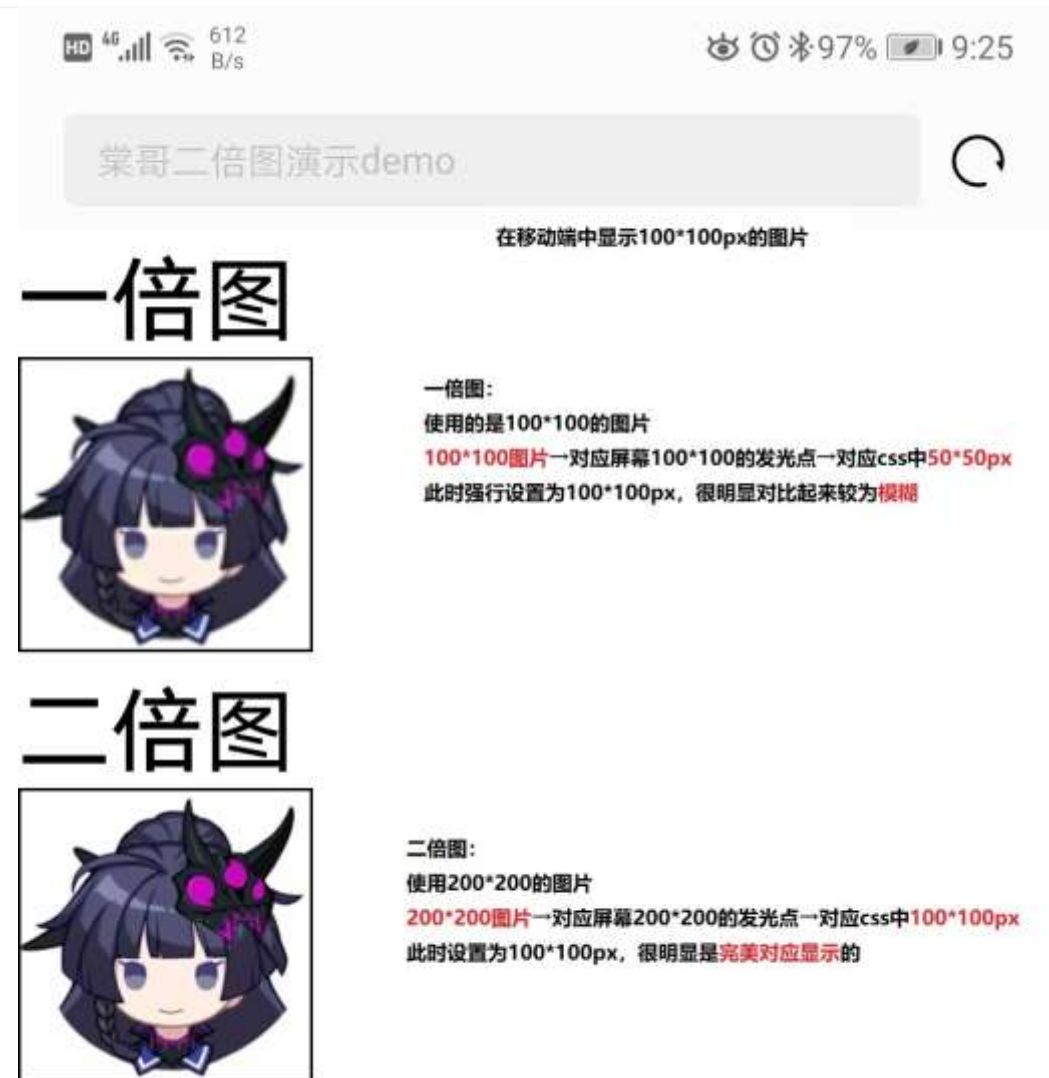 HD 4G 612 B/s 97% 9:25
棠哥二倍图演示demo
在移动端中显示100*100px的图片
一倍图
一倍图：
使用的是100*100的图片
100*100图片→对应屏幕100*100的发光点→对应css中50*50px
此时强行设置为100*100px，很明显对比起来较为模糊
二倍图
二倍图：
使用200*200的图片
200*200图片→对应屏幕200*200的发光点→对应css中100*100px
此时设置为100*100px，很明显是完美对应显示的